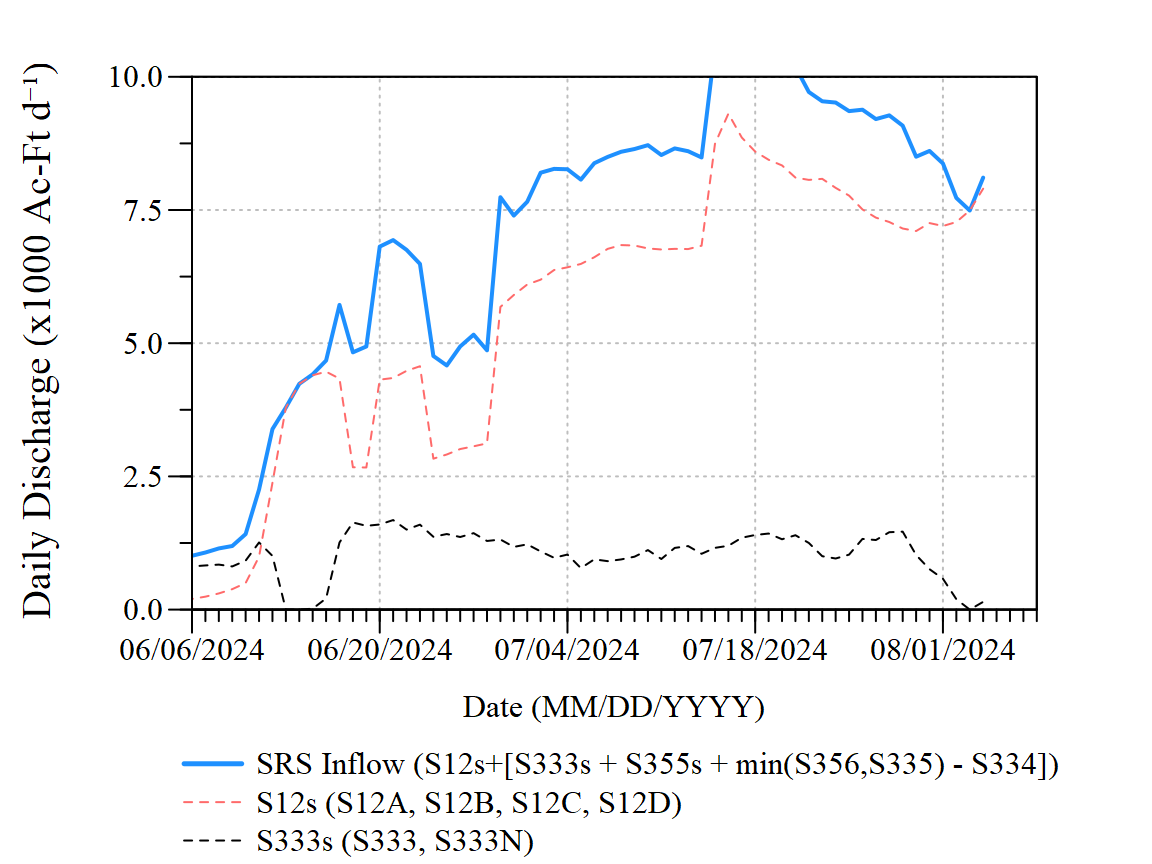 Daily Discharge (x1000 Ac-Ft d⁻¹)
10.0
7.5
5.0
2.5
0.0
06/06/2024 06/20/2024 07/04/2024 07/18/2024 08/01/2024
Date (MM/DD/YYYY)
SRS Inflow (S12s+[S333s + S355s + min(S356,S335) - S334])
S12s (S12A, S12B, S12C, S12D)
S333s (S333, S333N)